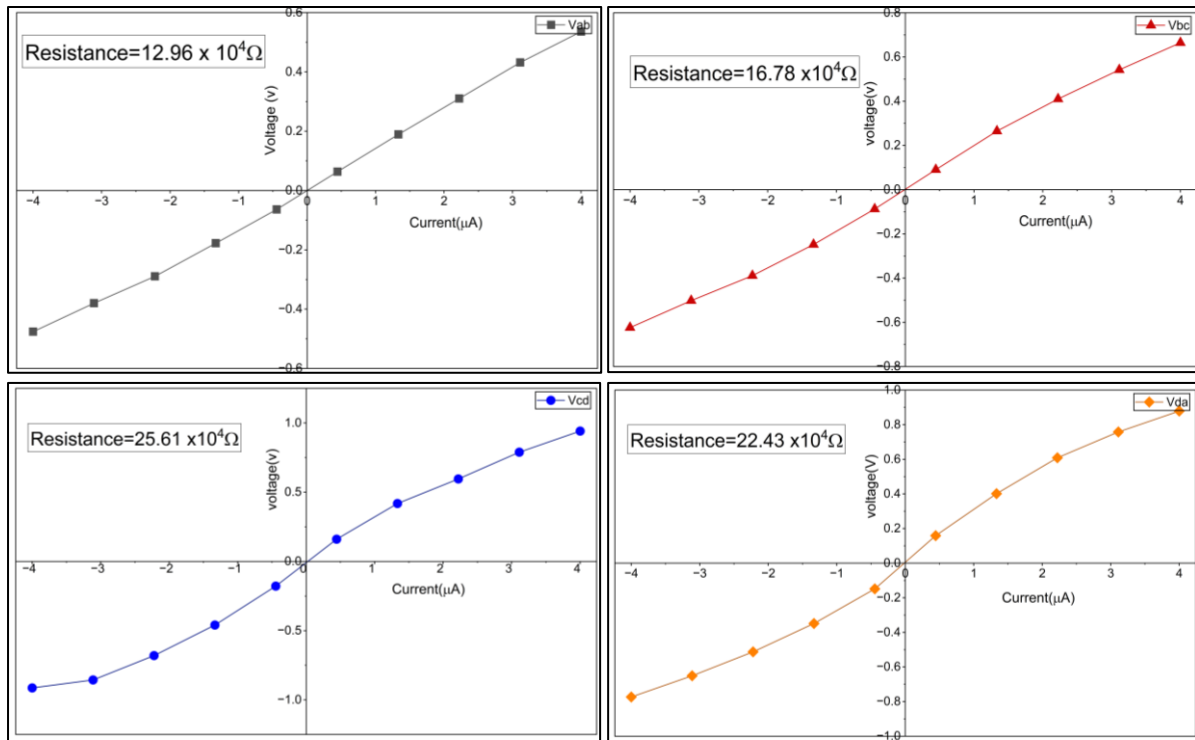 Vab
Resistance=12.96 x 10⁴Ω
Voltage (v)
0.6
0.4
0.2
0.0
−0.2
−0.4
−0.6
−4 −3 −2 −1 0 1 2 3 4
Current(μA)
Vbc
Resistance=16.78 x10⁴Ω
voltage(v)
0.8
0.6
0.4
0.2
0.0
−0.2
−0.4
−0.6
−0.8
−4 −3 −2 −1 0 1 2 3 4
Current(μA)
Vcd
Resistance=25.61 x10⁴Ω
voltage(v)
1.0
0.5
0.0
−0.5
−1.0
−4 −3 −2 −1 0 1 2 3 4
Current(μA)
Vda
Resistance=22.43 x10⁴Ω
voltage(V)
1.0
0.8
0.6
0.4
0.2
0.0
−0.2
−0.4
−0.6
−0.8
−1.0
−4 −3 −2 −1 0 1 2 3 4
Current(μA)